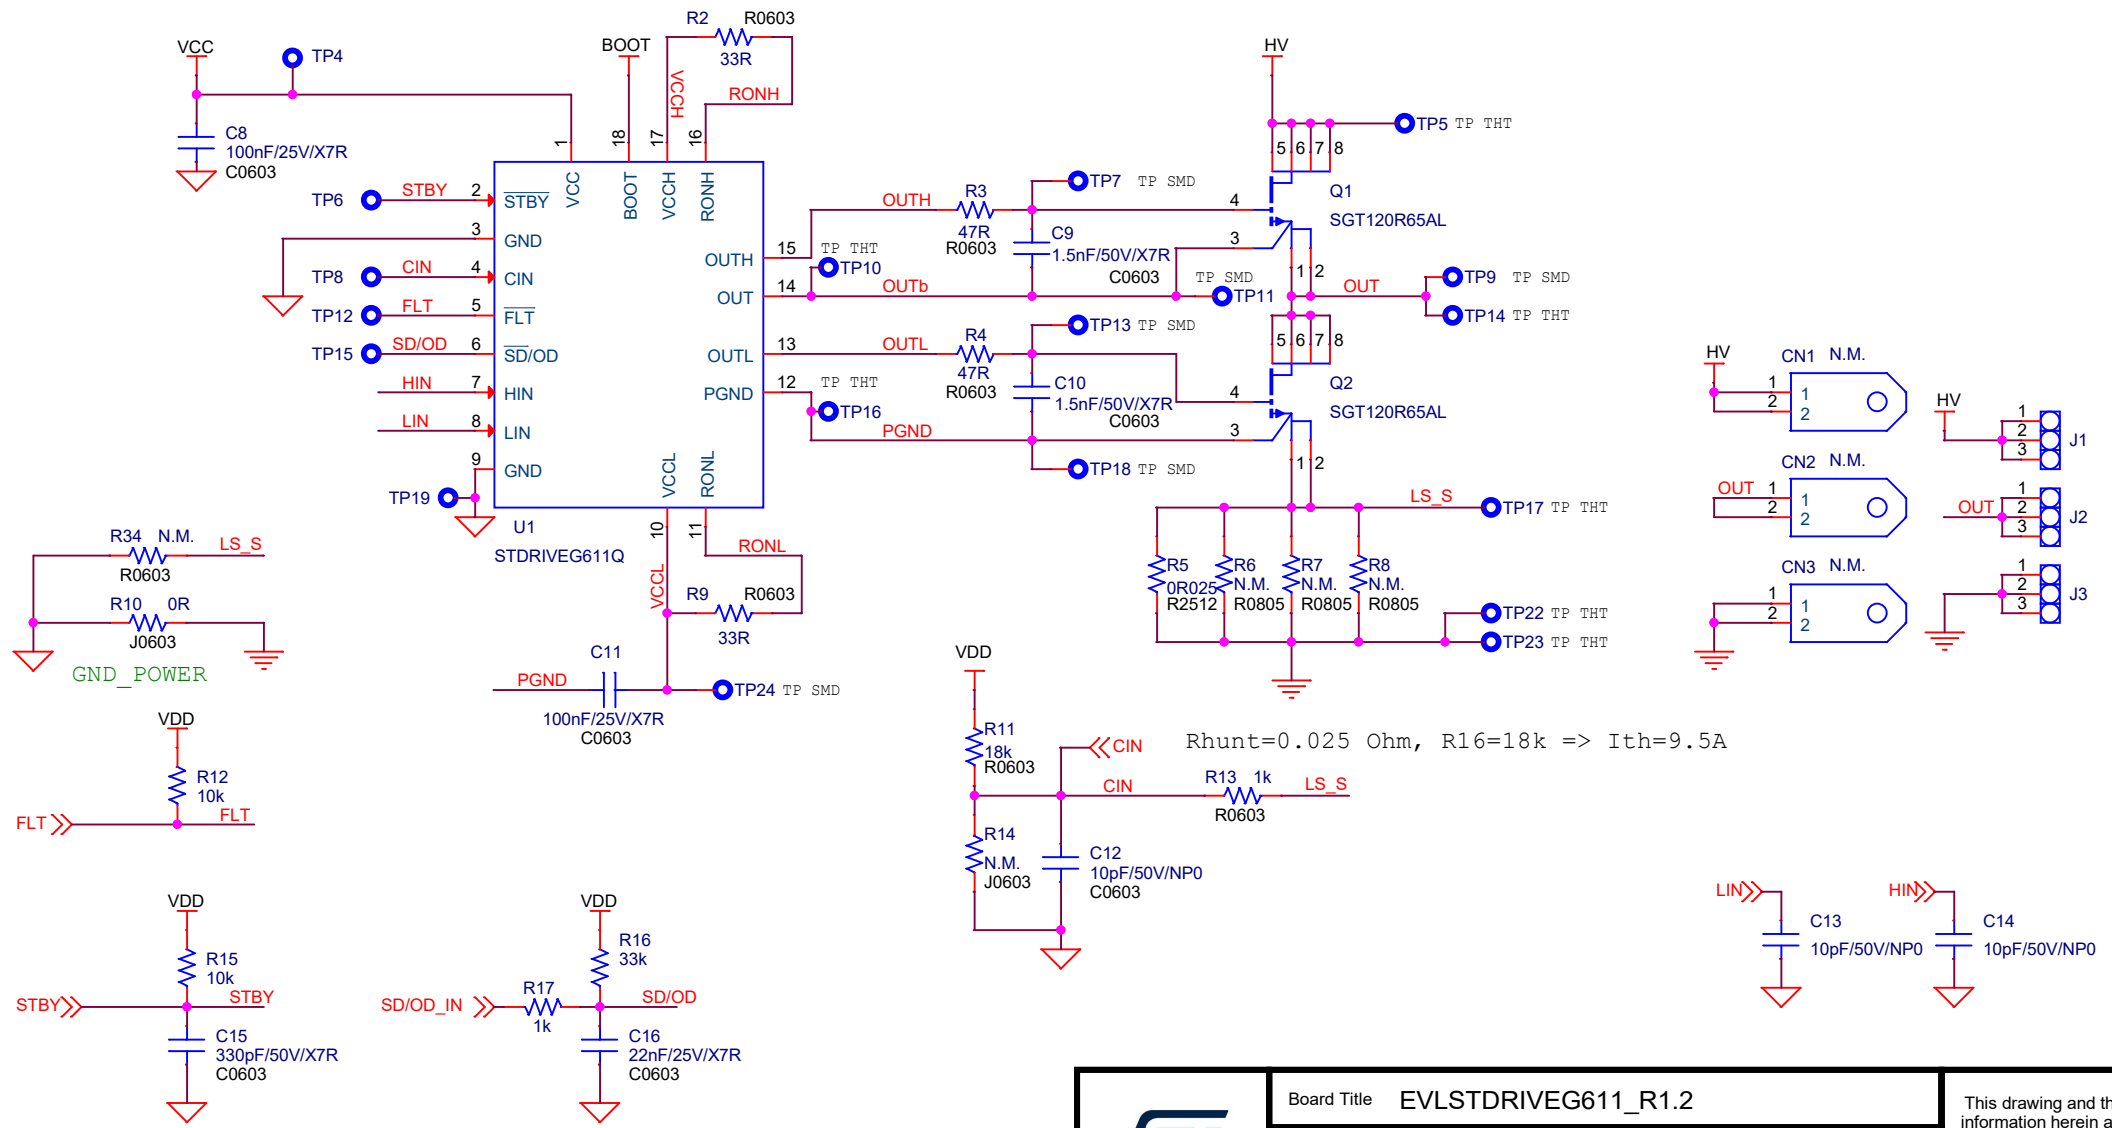 VCC
TP4
C8
100nF/25V/X7R
C0603
BOOT
R2 R0603
33R
VCCH
RONH
HV
TP5 TP THT
1
18
17
16
VCC
BOOT
VCCH
RONH
TP6 STBY 2 STBY
3 GND
TP8 CIN 4 CIN
TP12 FLT 5 FLT
TP15 SD/OD 6 SD/OD
HIN 7 HIN
LIN 8 LIN
9 GND
TP19
OUTH 15
OUT 14
OUTL 13
PGND 12
VCCL
RONL
10
11
U1
STDRIVEG611Q
OUTH
R3
47R
R0603
TP7 TP SMD
C9
1.5nF/50V/X7R
C0603
TP THT
TP10
OUTb
TP SMD
TP11
5 6 7 8
4
3
1 2
Q1
SGT120R65AL
OUT
TP9 TP SMD
TP14 TP THT
OUTL
R4
47R
R0603
TP13 TP SMD
C10
1.5nF/50V/X7R
C0603
TP THT
TP16
PGND
TP18 TP SMD
5 6 7 8
4
3
1 2
Q2
SGT120R65AL
LS_S
TP17 TP THT
R5
0R025
R2512
R6
N.M.
R0805
R7
N.M.
R0805
R8
N.M.
R0805
TP22 TP THT
TP23 TP THT
HV
CN1 N.M.
1 1
2 2
CN2 N.M.
OUT
1 1
2 2
CN3 N.M.
1 1
2 2
HV
1
2
3
J1
OUT
1
2
3
J2
1
2
3
J3
R34 N.M.
LS_S
R0603
R10 0R
J0603
GND_POWER
VCCL
RONL
R9 R0603
33R
C11
PGND
100nF/25V/X7R
C0603
TP24 TP SMD
VDD
R11
18k
R0603
CIN
CIN
R13 1k
LS_S
R0603
Rhunt=0.025 Ohm, R16=18k => Ith=9.5A
R14
N.M.
J0603
C12
10pF/50V/NP0
C0603
VDD
R12
10k
FLT
FLT
VDD
R15
10k
STBY
STBY
C15
330pF/50V/X7R
C0603
VDD
R16
33k
SD/OD_IN
R17
1k
SD/OD
C16
22nF/25V/X7R
C0603
LIN
C13
10pF/50V/NP0
HIN
C14
10pF/50V/NP0
Board Title EVLSTDRIVEG611_R1.2
This drawing and th
information herein a